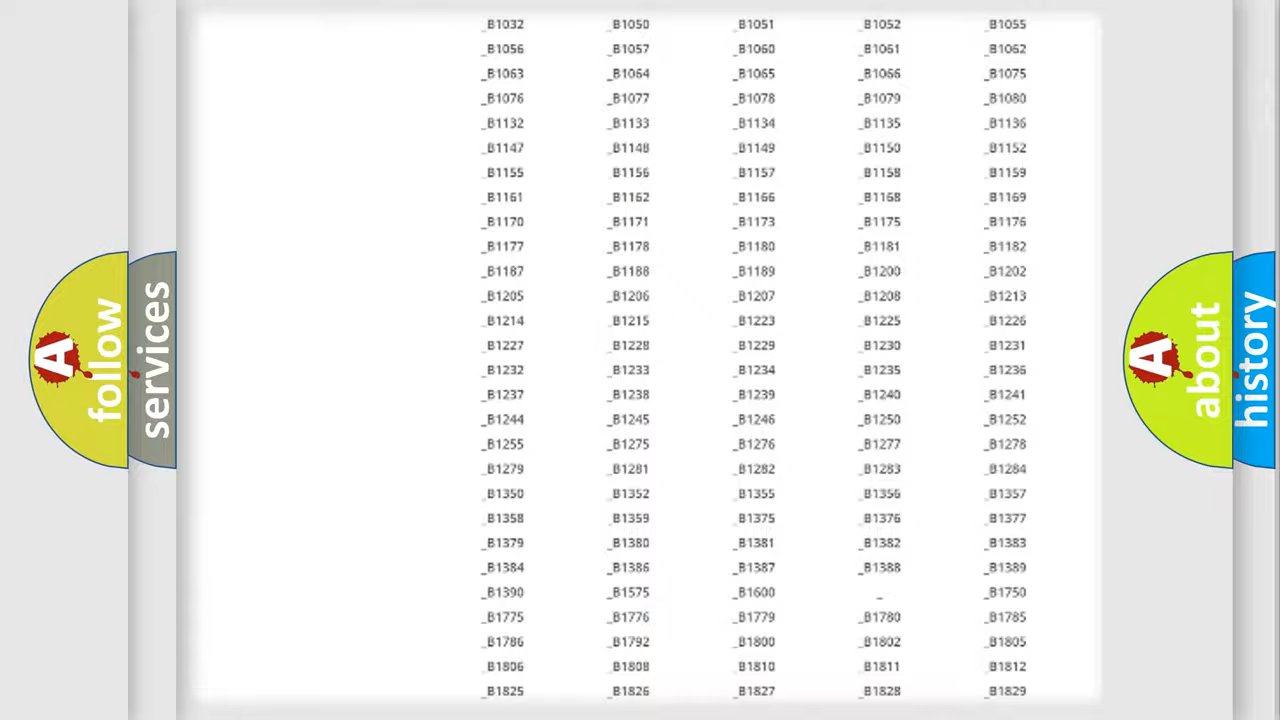 _B1032 _B1050 _B1051 _B1052 _B1055
_B1056 _B1057 _B1060 _B1061 _B1062
_B1063 _B1064 _B1065 _B1066 _B1075
_B1076 _B1077 _B1078 _B1079 _B1080
_B1132 _B1133 _B1134 _B1135 _B1136
_B1147 _B1148 _B1149 _B1150 _B1152
_B1155 _B1156 _B1157 _B1158 _B1159
_B1161 _B1162 _B1166 _B1168 _B1169
_B1170 _B1171 _B1173 _B1175 _B1176
_B1177 _B1178 _B1180 _B1181 _B1182
_B1187 _B1188 _B1189 _B1200 _B1202
_B1205 _B1206 _B1207 _B1208 _B1213
_B1214 _B1215 _B1223 _B1225 _B1226
_B1227 _B1228 _B1229 _B1230 _B1231
_B1232 _B1233 _B1234 _B1235 _B1236
_B1237 _B1238 _B1239 _B1240 _B1241
_B1244 _B1245 _B1246 _B1250 _B1252
_B1255 _B1275 _B1276 _B1277 _B1278
_B1279 _B1281 _B1282 _B1283 _B1284
_B1350 _B1352 _B1355 _B1356 _B1357
_B1358 _B1359 _B1375 _B1376 _B1377
_B1379 _B1380 _B1381 _B1382 _B1383
_B1384 _B1386 _B1387 _B1388 _B1389
_B1390 _B1575 _B1600 _ _B1750
_B1775 _B1776 _B1779 _B1780 _B1785
_B1786 _B1792 _B1800 _B1802 _B1805
_B1806 _B1808 _B1810 _B1811 _B1812
_B1825 _B1826 _B1827 _B1828 _B1829
A follow
services
A about
history